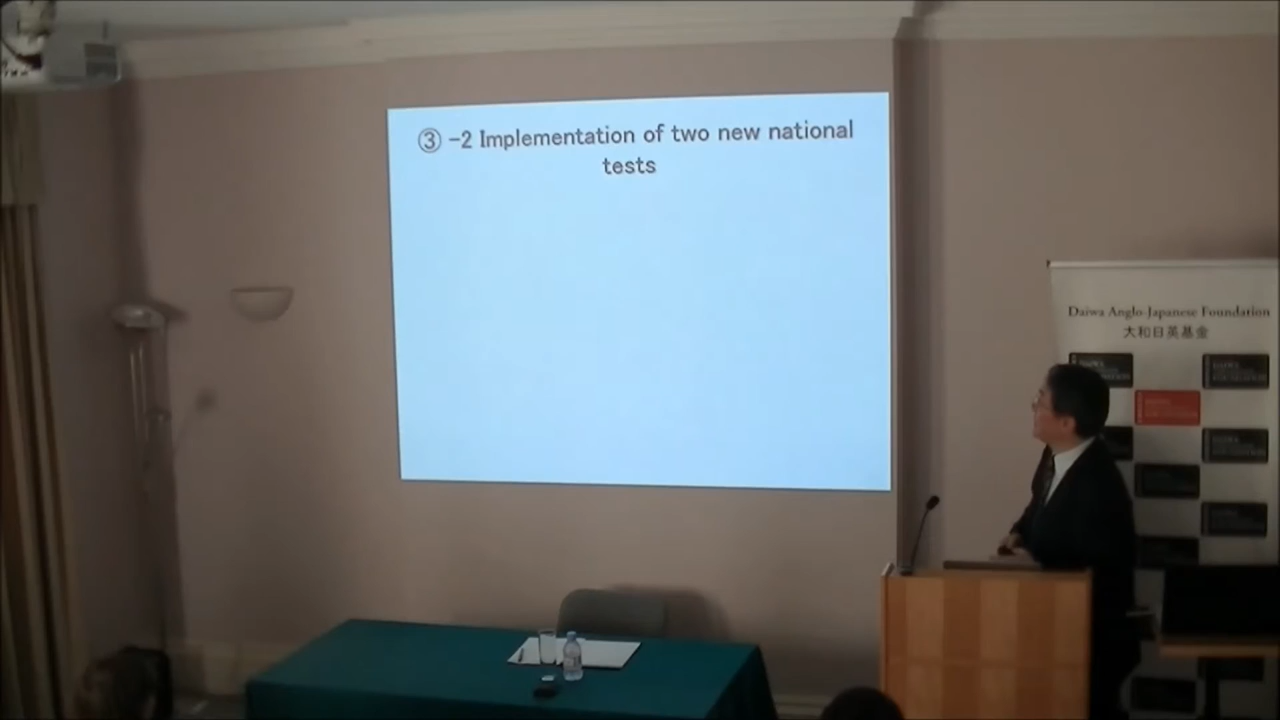 ③ -2 Implementation of two new national
tests
Daiwa Anglo-Japanese Foundation
大和日英基金